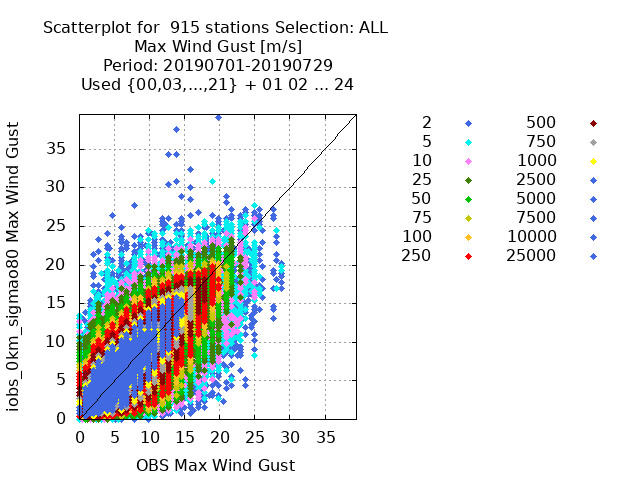 Scatterplot for  915 stations Selection: ALL
Max Wind Gust [m/s]
Period: 20190701-20190729
Used {00,03,...,21} + 01 02 ... 24
iobs_0km_sigmao80 Max Wind Gust
35
30
25
20
15
10
5
0
0 5 10 15 20 25 30 35
OBS Max Wind Gust
2 500
5 750
10 1000
25 2500
50 5000
75 7500
100 10000
250 25000